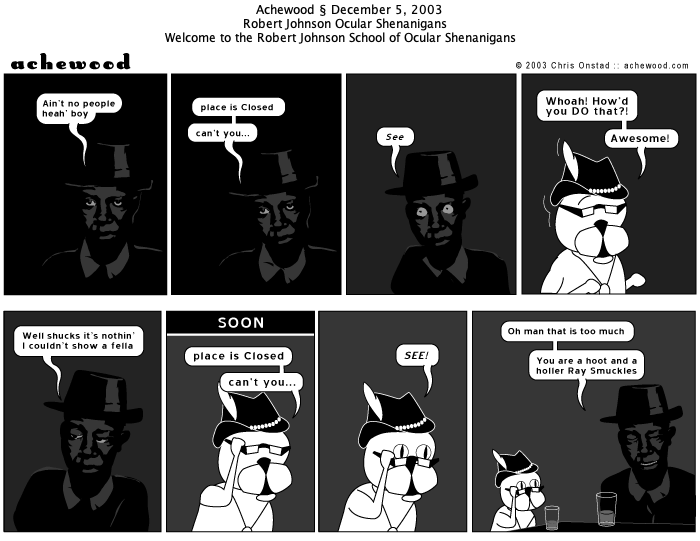 Achewood § December 5, 2003
Robert Johnson Ocular Shenanigans
Welcome to the Robert Johnson School of Ocular Shenanigans
achewood
© 2003 Chris Onstad :: achewood.com
Ain't no people
heah' boy
place is Closed
can't you...
See
Whoah! How'd
you DO that?!
Awesome!
Well shucks it's nothin'
I couldn't show a fella
SOON
place is Closed
can't you...
SEE!
Oh man that is too much
You are a hoot and a
holler Ray Smuckles